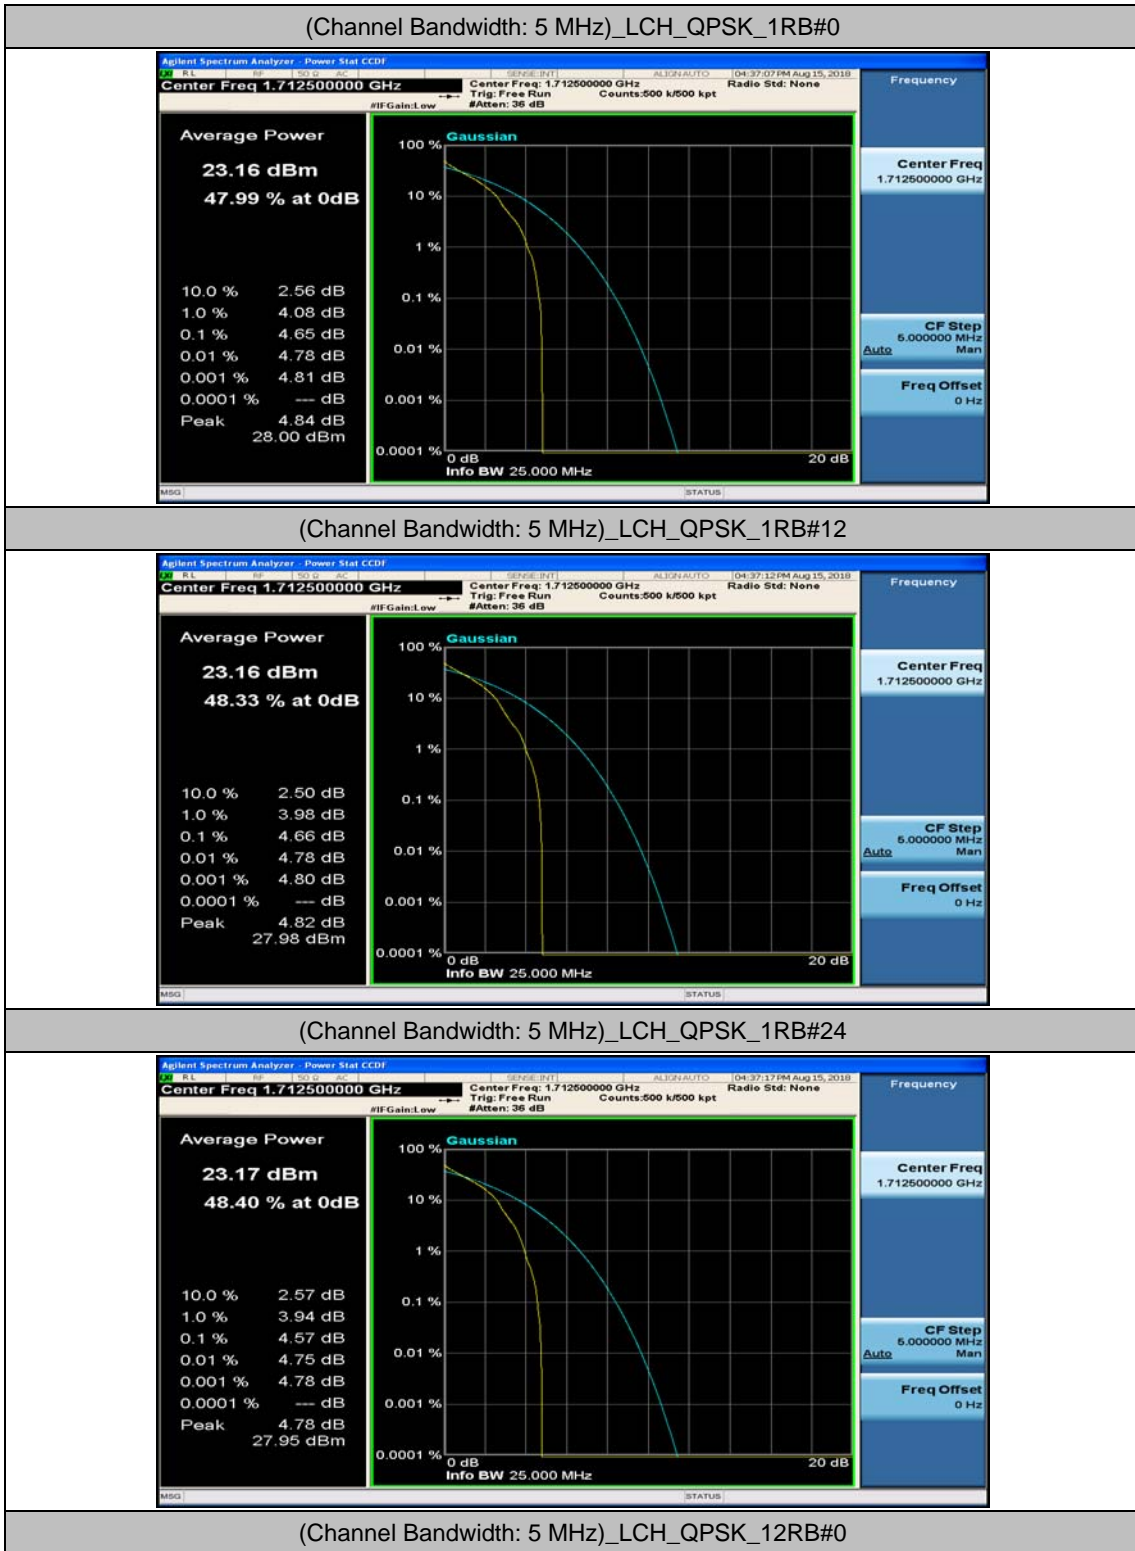 (Channel Bandwidth: 5 MHz)_LCH_QPSK_1RB#0
Agilent Spectrum Analyzer - Power Stat CCDF
RL RF 50 Ω AC SENSE:INT ALIGN AUTO 04:37:07 PM Aug 15, 2018
Center Freq 1.712500000 GHz Center Freq: 1.712500000 GHz Radio Std: None Frequency
Trig: Free Run Counts:500 k/500 kpt
#IFGain:Low #Atten: 36 dB
Average Power
23.16 dBm
47.99 % at 0dB
10.0 % 2.56 dB
1.0 % 4.08 dB
0.1 % 4.65 dB
0.01 % 4.78 dB
0.001 % 4.81 dB
0.0001 % --- dB
Peak 4.84 dB
28.00 dBm
Gaussian
100 %
10 %
1 %
0.1 %
0.01 %
0.001 %
0.0001 %
0 dB 20 dB
Info BW 25.000 MHz
Center Freq
1.712500000 GHz
CF Step
5.000000 MHz
Auto Man
Freq Offset
0 Hz
MSG STATUS
(Channel Bandwidth: 5 MHz)_LCH_QPSK_1RB#12
Agilent Spectrum Analyzer - Power Stat CCDF
RL RF 50 Ω AC SENSE:INT ALIGN AUTO 04:37:12 PM Aug 15, 2018
Center Freq 1.712500000 GHz Center Freq: 1.712500000 GHz Radio Std: None Frequency
Trig: Free Run Counts:500 k/500 kpt
#IFGain:Low #Atten: 36 dB
Average Power
23.16 dBm
48.33 % at 0dB
10.0 % 2.50 dB
1.0 % 3.98 dB
0.1 % 4.66 dB
0.01 % 4.78 dB
0.001 % 4.80 dB
0.0001 % --- dB
Peak 4.82 dB
27.98 dBm
Gaussian
100 %
10 %
1 %
0.1 %
0.01 %
0.001 %
0.0001 %
0 dB 20 dB
Info BW 25.000 MHz
Center Freq
1.712500000 GHz
CF Step
5.000000 MHz
Auto Man
Freq Offset
0 Hz
MSG STATUS
(Channel Bandwidth: 5 MHz)_LCH_QPSK_1RB#24
Agilent Spectrum Analyzer - Power Stat CCDF
RL RF 50 Ω AC SENSE:INT ALIGN AUTO 04:37:17 PM Aug 15, 2018
Center Freq 1.712500000 GHz Center Freq: 1.712500000 GHz Radio Std: None Frequency
Trig: Free Run Counts:500 k/500 kpt
#IFGain:Low #Atten: 36 dB
Average Power
23.17 dBm
48.40 % at 0dB
10.0 % 2.57 dB
1.0 % 3.94 dB
0.1 % 4.57 dB
0.01 % 4.75 dB
0.001 % 4.78 dB
0.0001 % --- dB
Peak 4.78 dB
27.95 dBm
Gaussian
100 %
10 %
1 %
0.1 %
0.01 %
0.001 %
0.0001 %
0 dB 20 dB
Info BW 25.000 MHz
Center Freq
1.712500000 GHz
CF Step
5.000000 MHz
Auto Man
Freq Offset
0 Hz
MSG STATUS
(Channel Bandwidth: 5 MHz)_LCH_QPSK_12RB#0